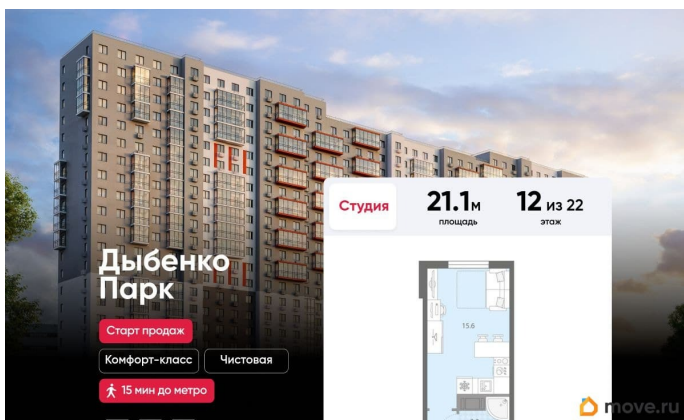 Студия
21.1м
площадь
12 из 22
этаж
Дыбенко
Парк
Старт продаж
Комфорт-класс
Чистовая
15 мин до метро
15.6
move.ru